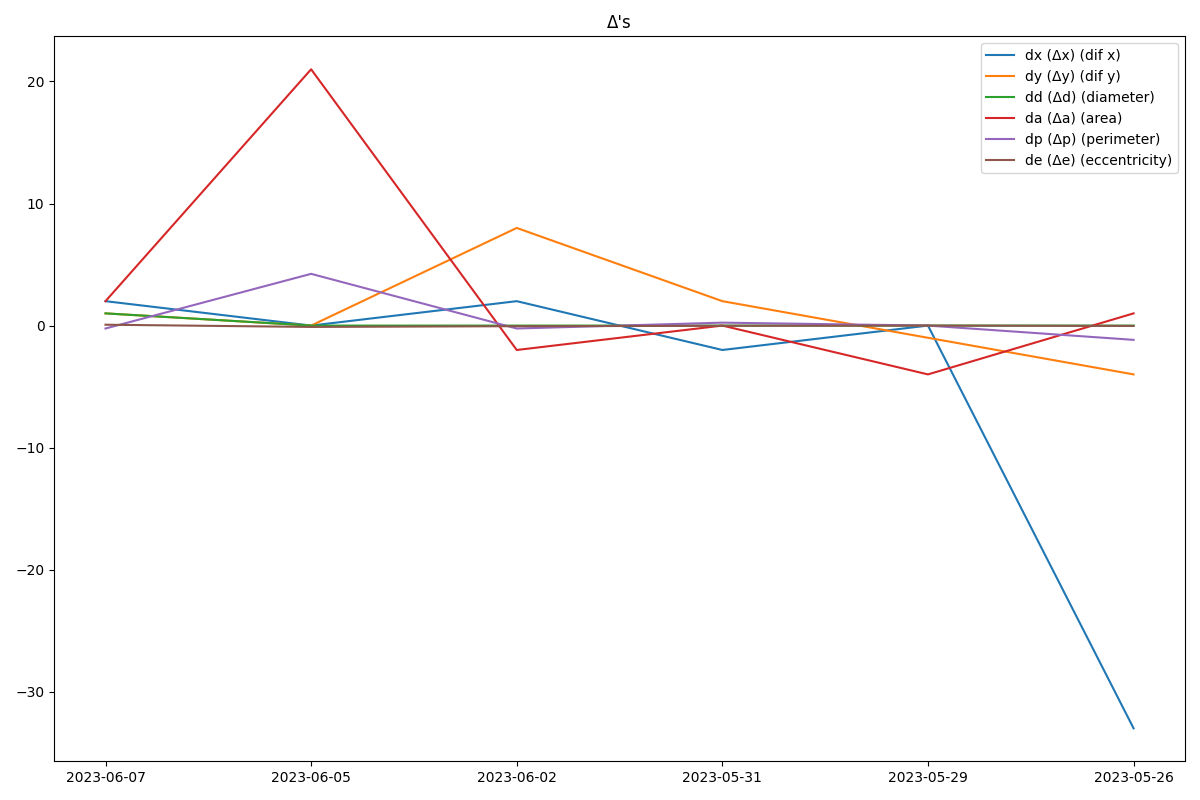 Δ's
dx (Δx) (dif x)
dy (Δy) (dif y)
dd (Δd) (diameter)
da (Δa) (area)
dp (Δp) (perimeter)
de (Δe) (eccentricity)
20
10
0
−10
−20
−30
2023-06-07 2023-06-05 2023-06-02 2023-05-31 2023-05-29 2023-05-26